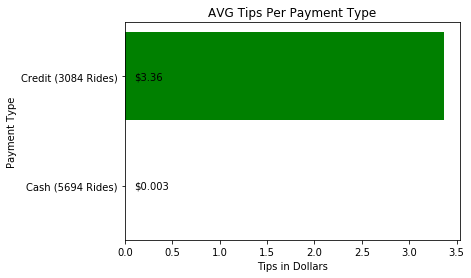 AVG Tips Per Payment Type
Payment Type
Credit (3084 Rides)
$3.36
Cash (5694 Rides)
$0.003
0.0 0.5 1.0 1.5 2.0 2.5 3.0 3.5
Tips in Dollars